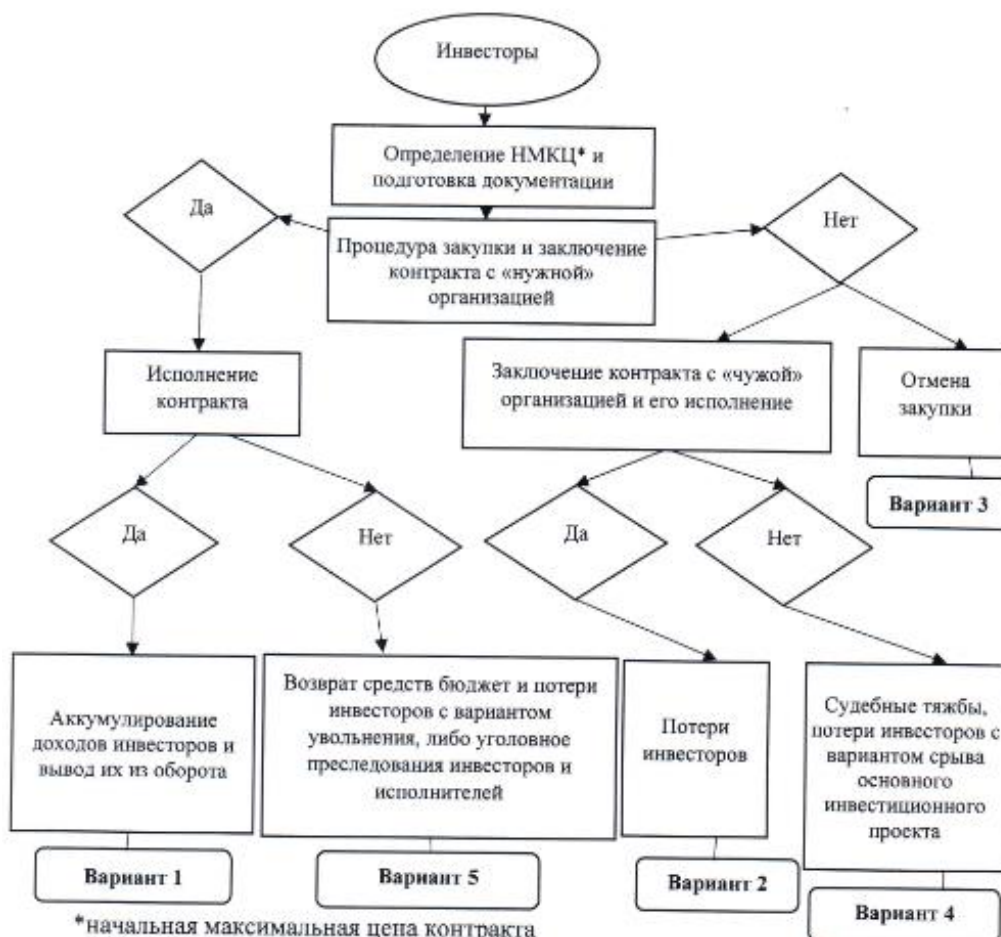 Инвесторы
Определение НМКЦ* и
подготовка документации
Да
Нет
Процедура закупки и заключение
контракта с «нужной»
организацией
Исполнение
контракта
Заключение контракта с «чужой»
организацией и его исполнение
Отмена
закупки
Вариант 3
Да
Нет
Да
Нет
Аккумулирование
доходов инвесторов и
вывод их из оборота
Возврат средств бюджет и потери
инвесторов с вариантом
увольнения, либо уголовное
преследования инвесторов и
исполнителей
Потери
инвесторов
Судебные тяжбы,
потери инвесторов с
вариантом срыва
основного
инвестиционного
проекта
Вариант 1
Вариант 5
Вариант 2
Вариант 4
*начальная максимальная цена контракта